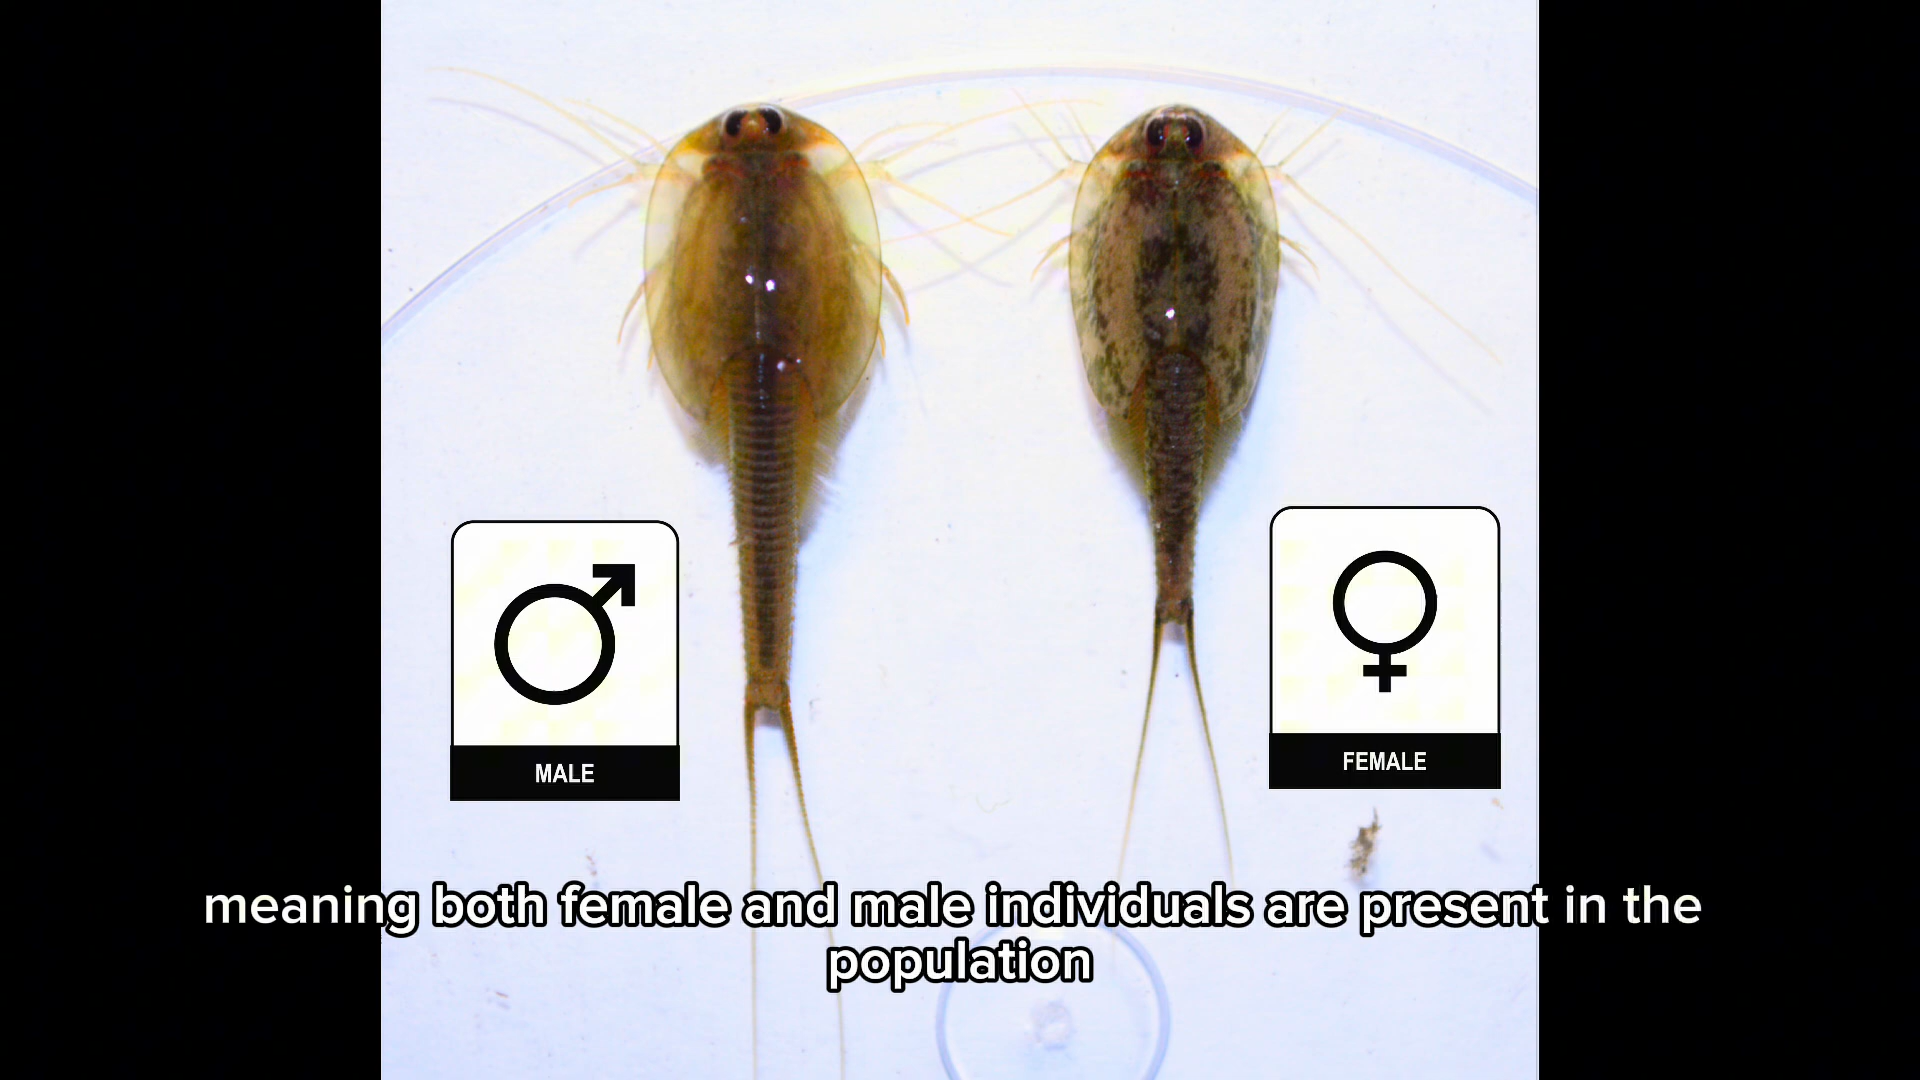 MALE
FEMALE
meaning both female and male individuals are present in the
population